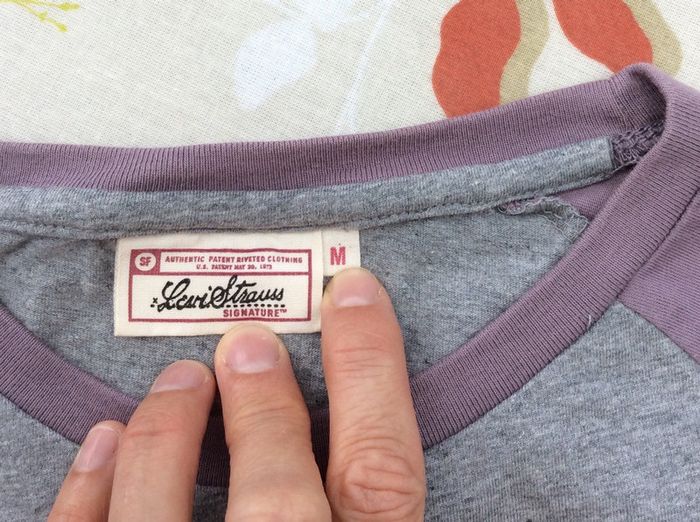 SF
AUTHENTIC PATENT RIVETED CLOTHING
U.S. PATENT MAY 20, 1873
x Levi Strauss
SIGNATURE™
M